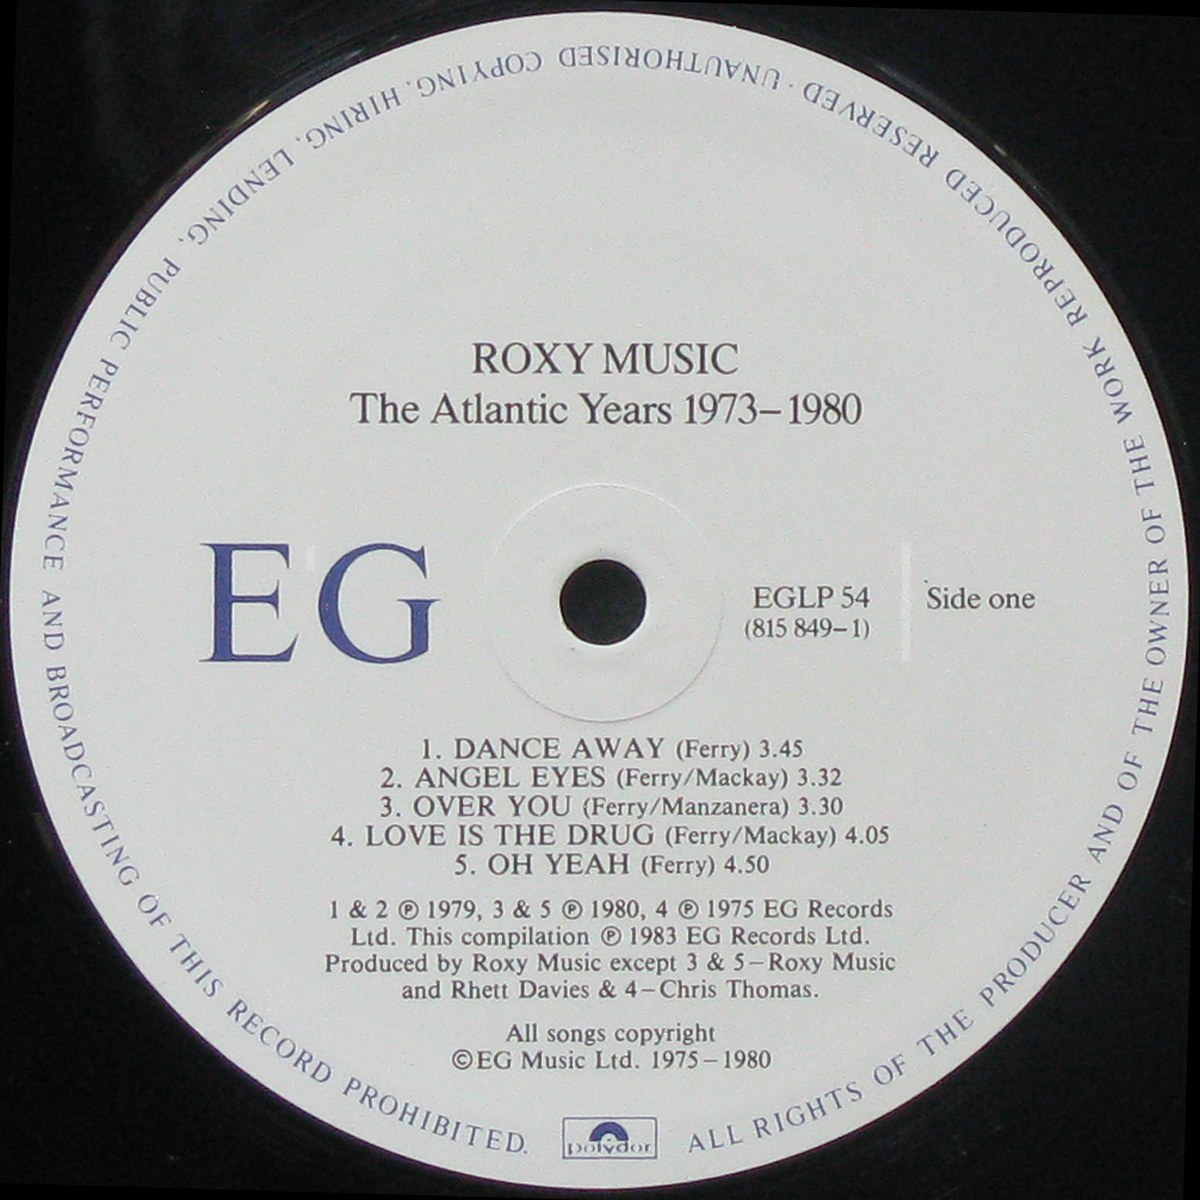 ROXY MUSIC
The Atlantic Years 1973–1980
EG
EGLP 54
(815 849–1)
Side one
1. DANCE AWAY (Ferry) 3.45
2. ANGEL EYES (Ferry/Mackay) 3.32
3. OVER YOU (Ferry/Manzanera) 3.30
4. LOVE IS THE DRUG (Ferry/Mackay) 4.05
5. OH YEAH (Ferry) 4.50
1 & 2 ℗ 1979, 3 & 5 ℗ 1980, 4 ℗ 1975 EG Records
Ltd. This compilation ℗ 1983 EG Records Ltd.
Produced by Roxy Music except 3 & 5–Roxy Music
and Rhett Davies & 4–Chris Thomas.
All songs copyright
©EG Music Ltd. 1975–1980
polydor
ALL RIGHTS OF THE PRODUCER AND OF THE OWNER OF THE WORK REPRODUCED RESERVED · UNAUTHORISED COPYING, HIRING, LENDING, PUBLIC PERFORMANCE AND BROADCASTING OF THIS RECORD PROHIBITED.